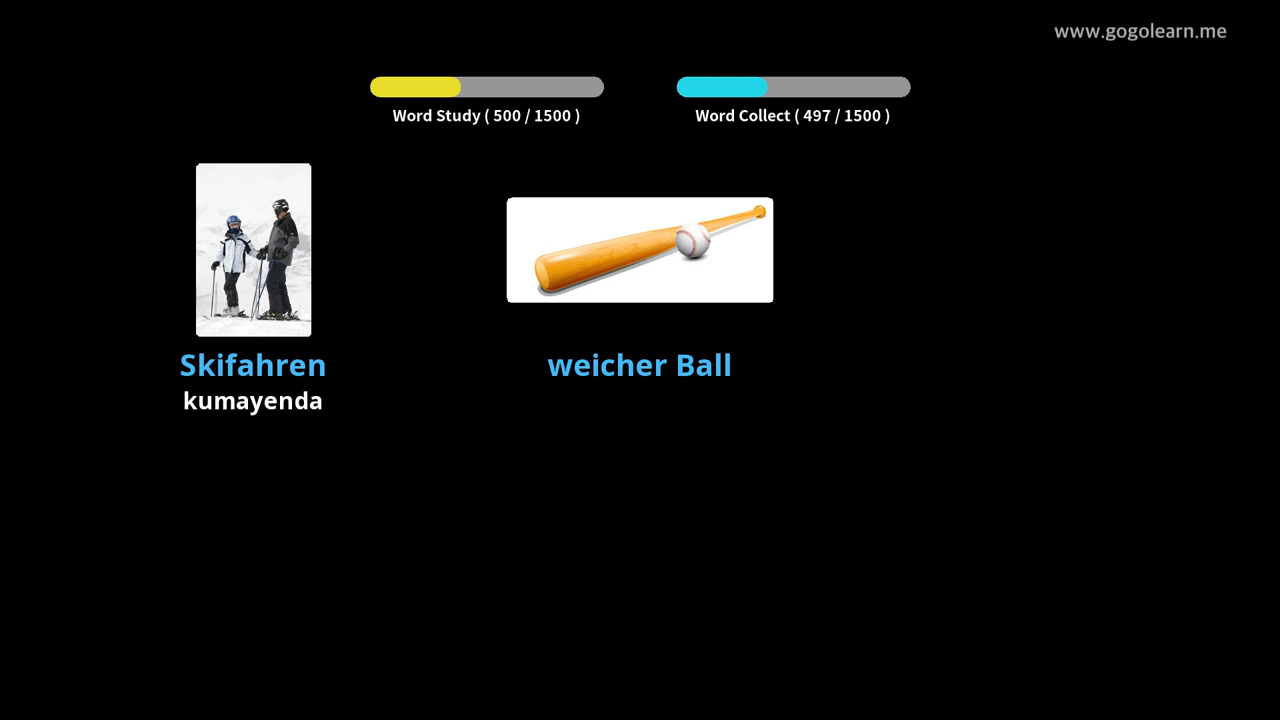 www.gogolearn.me
Word Study ( 500 / 1500 )
Word Collect ( 497 / 1500 )
Skifahren
kumayenda
weicher Ball